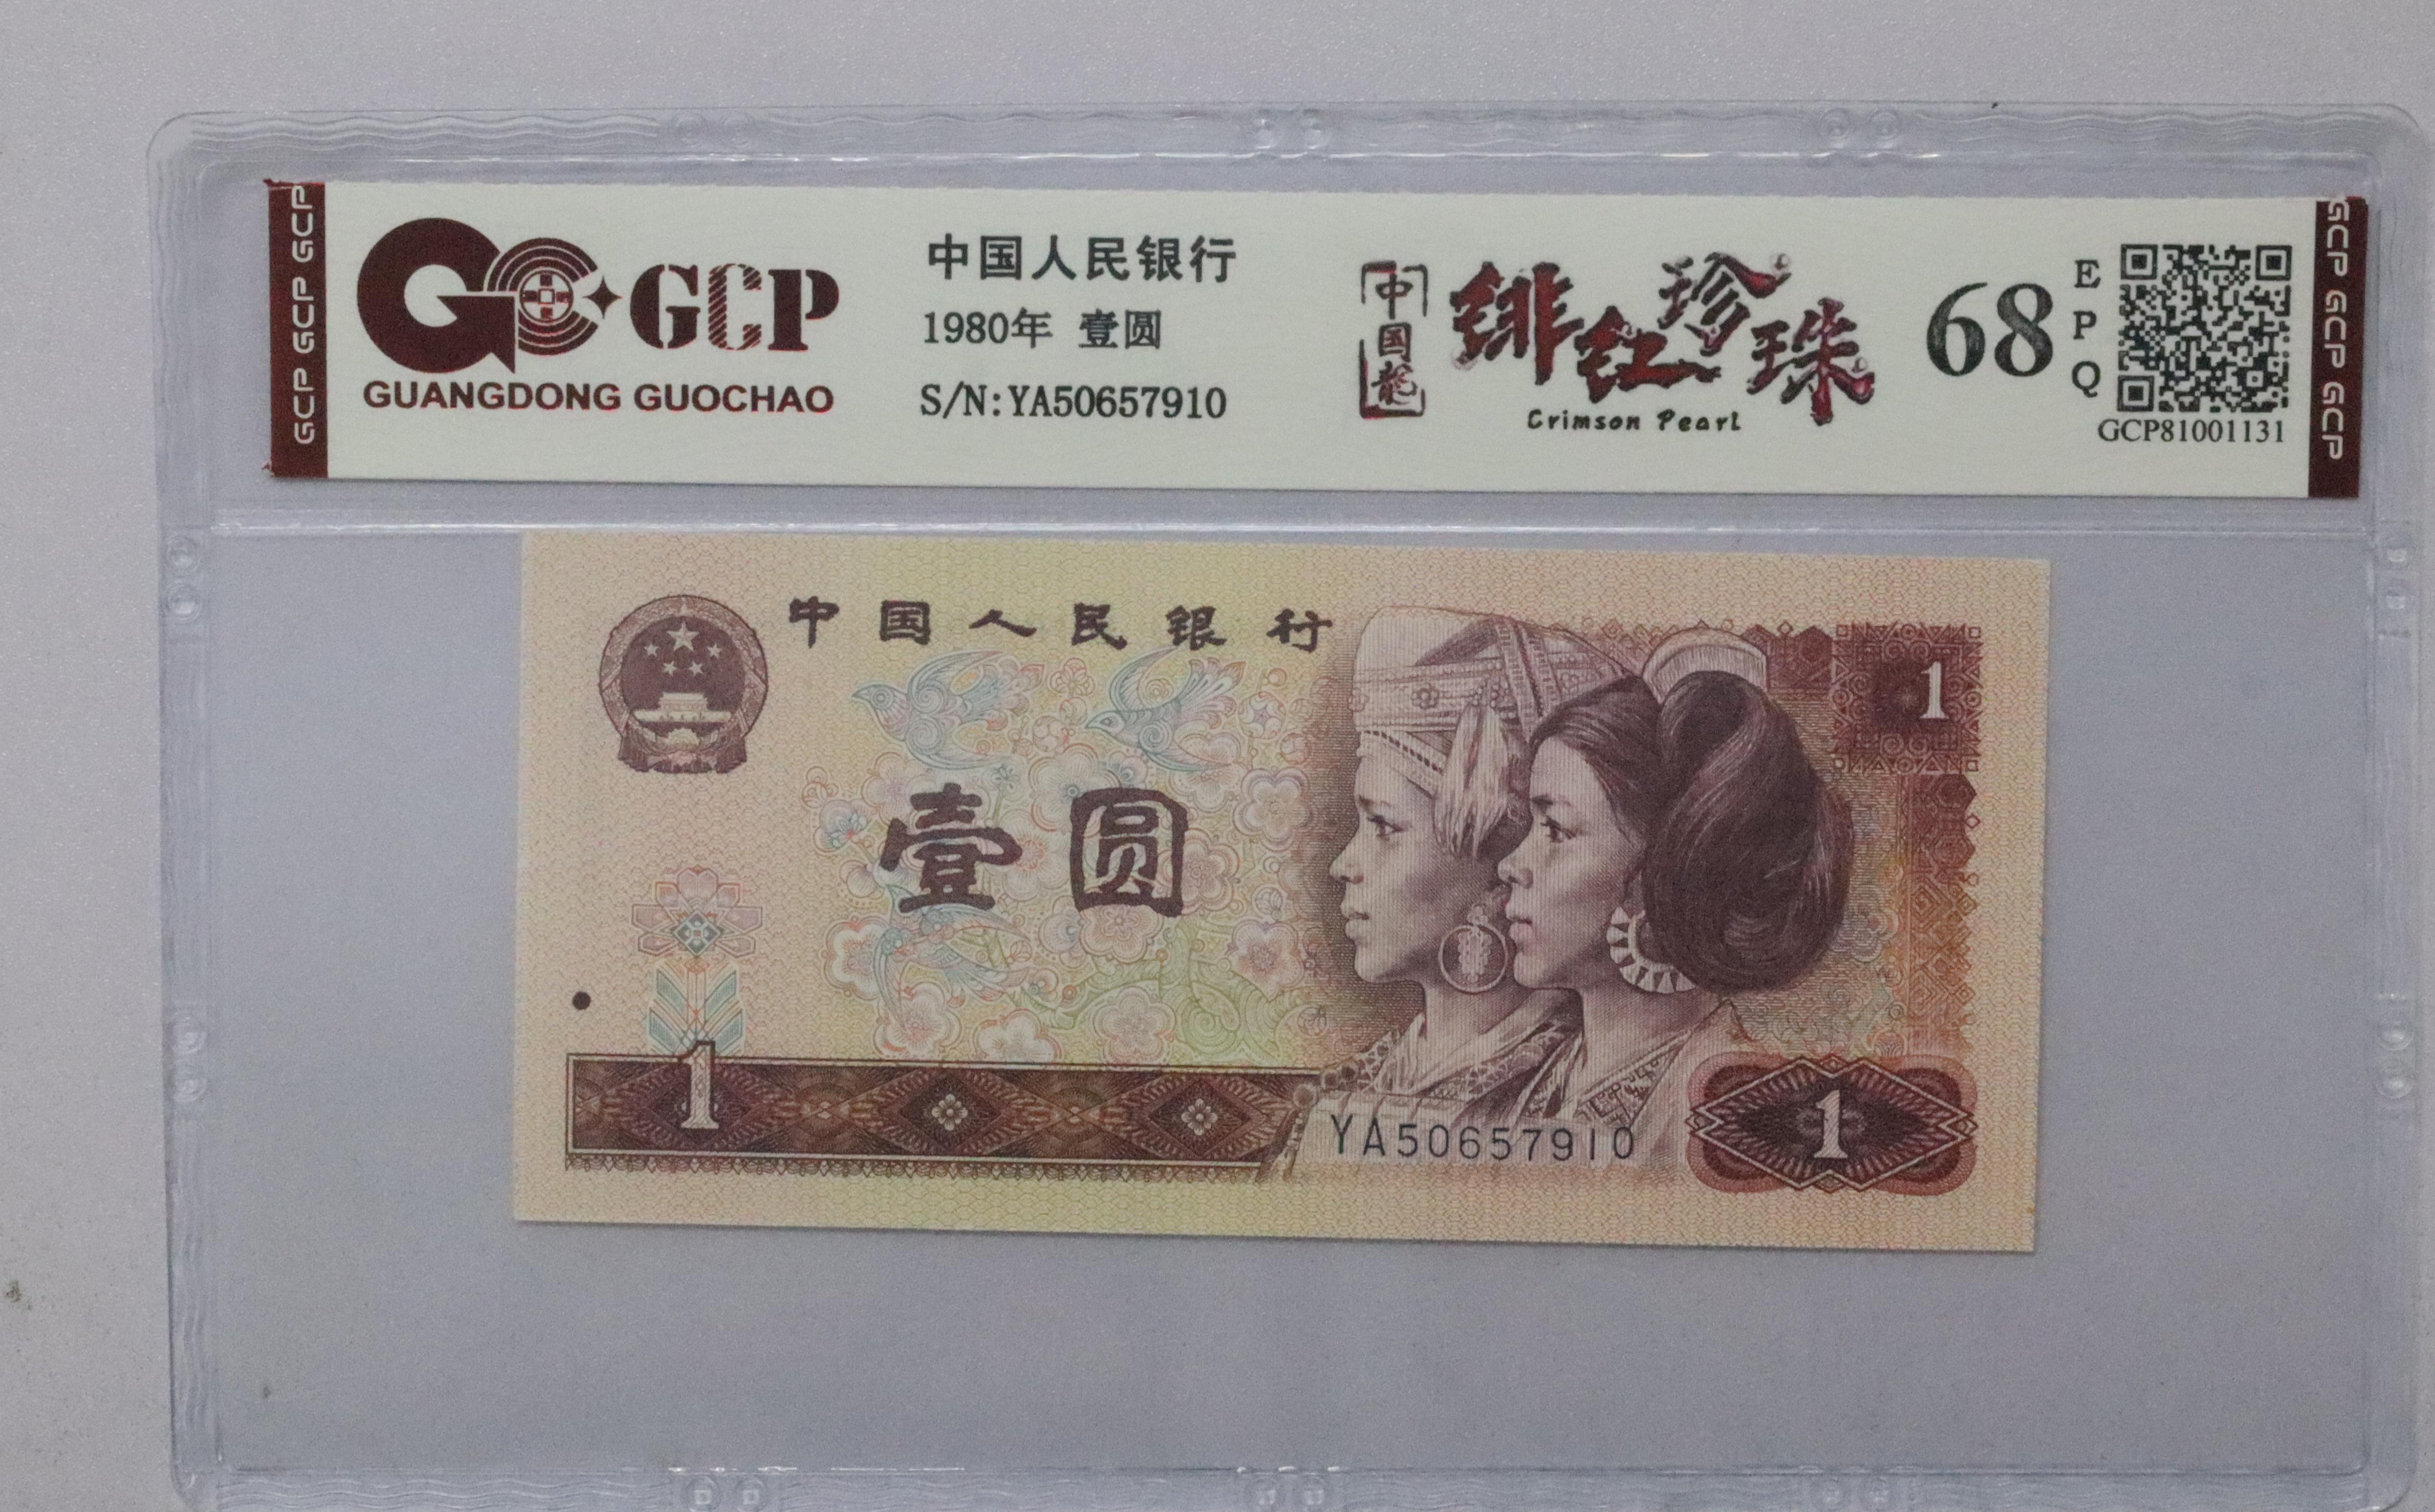 GCP GCP GCP
GCP
GUANGDONG GUOCHAO
中国人民银行
1980年 壹圆
S/N:YA50657910
中国龍
绯红珍珠
Crimson Pearl
68
EPQ
GCP81001131
GCP GCP GCP
中国人民银行
1
壹圆
1
YA50657910
1